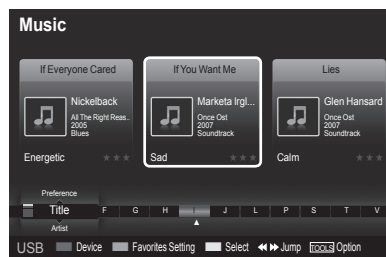 Music
If Everyone Cared
Nickelback
All The Right Reas..
2005
Blues
Energetic
If You Want Me
Marketa Irgl...
Once Ost
2007
Soundtrack
Sad
Lies
Glen Hansard
Once Ost
2007
Soundtrack
Calm
Preference
Title F G H I J L P S T V
Artist
USB Device Favorites Setting Select Jump TOOLS Option